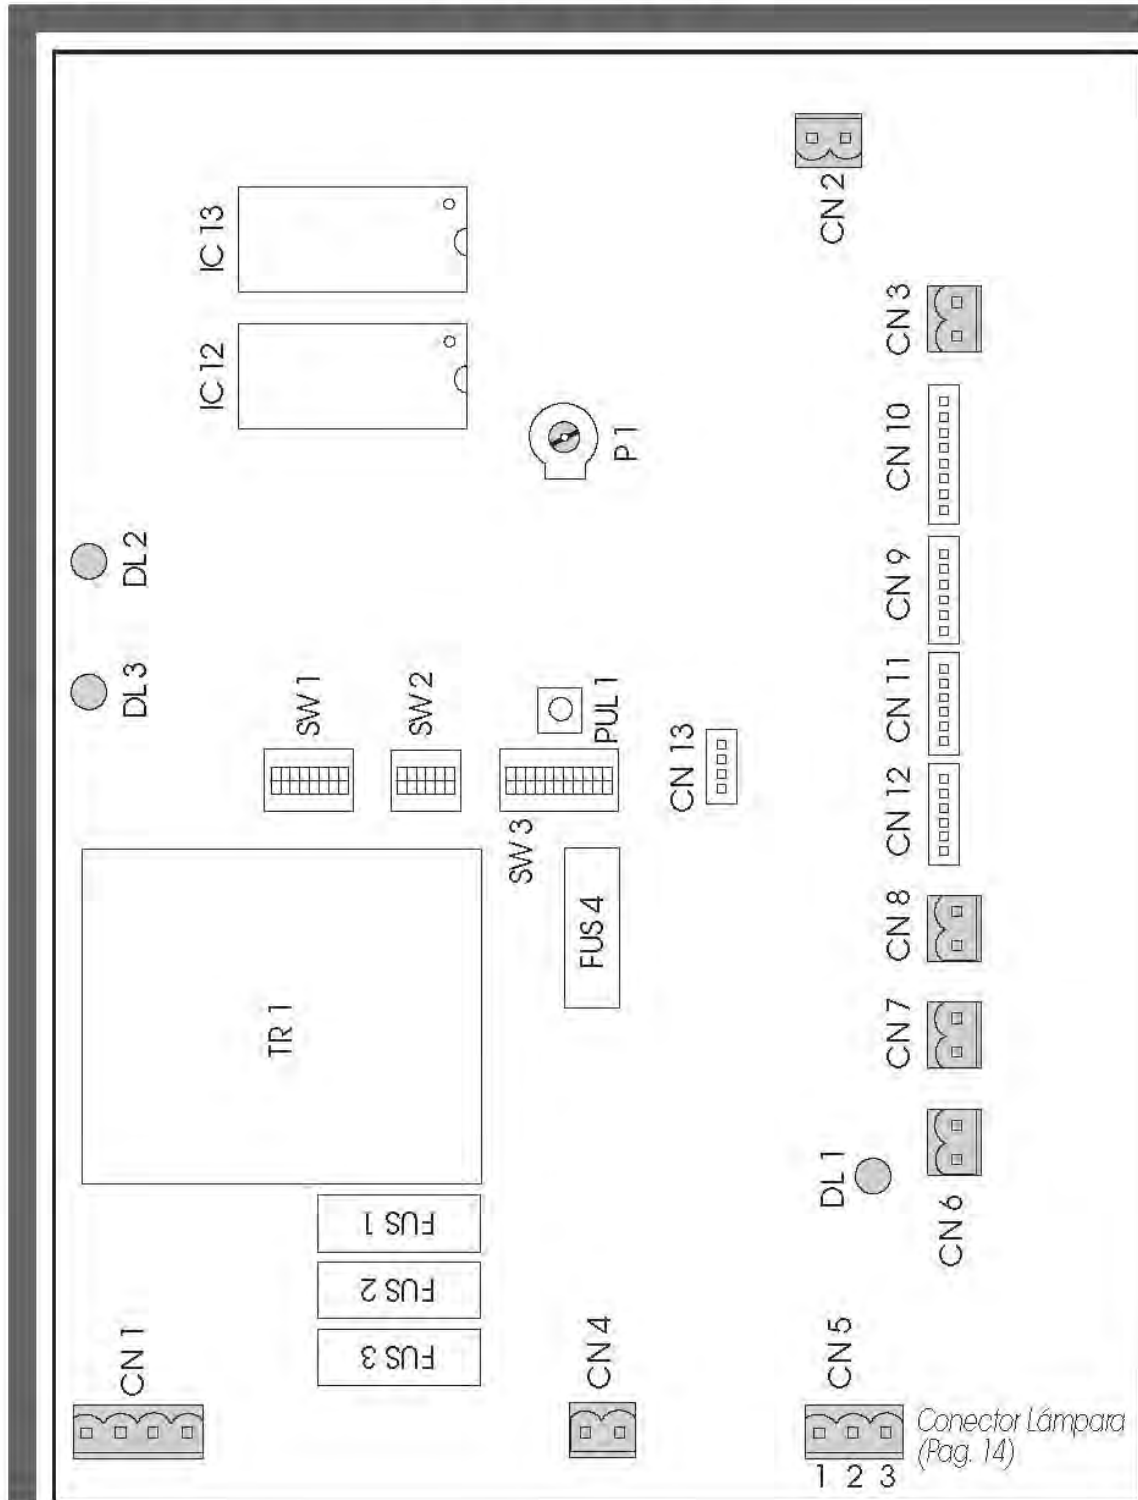 CN 2
IC 13
CN 3
IC 12
CN 10
P 1
DL 2
CN 9
DL 3
SW 1
SW 2
PUL 1
CN 11
CN 13
CN 12
SW 3
FUS 4
CN 8
TR 1
CN 7
DL 1
FUS 1
CN 6
FUS 2
FUS 3
CN 1
CN 4
CN 5
Conector Lámpara
(Pag. 14)
1 2 3